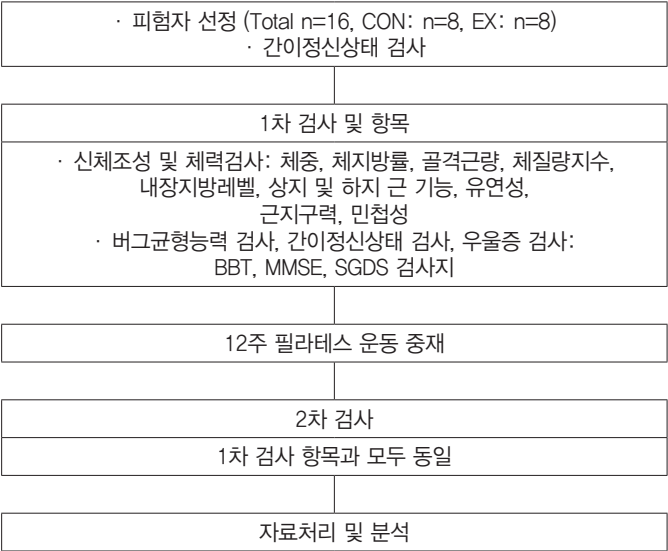 · 피험자 선정 (Total n=16, CON: n=8, EX: n=8)
· 간이정신상태 검사
1차 검사 및 항목
· 신체조성 및 체력검사: 체중, 체지방률, 골격근량, 체질량지수,
내장지방레벨, 상지 및 하지 근 기능, 유연성,
근지구력, 민첩성
· 버그균형능력 검사, 간이정신상태 검사, 우울증 검사:
BBT, MMSE, SGDS 검사지
12주 필라테스 운동 중재
2차 검사
1차 검사 항목과 모두 동일
자료처리 및 분석